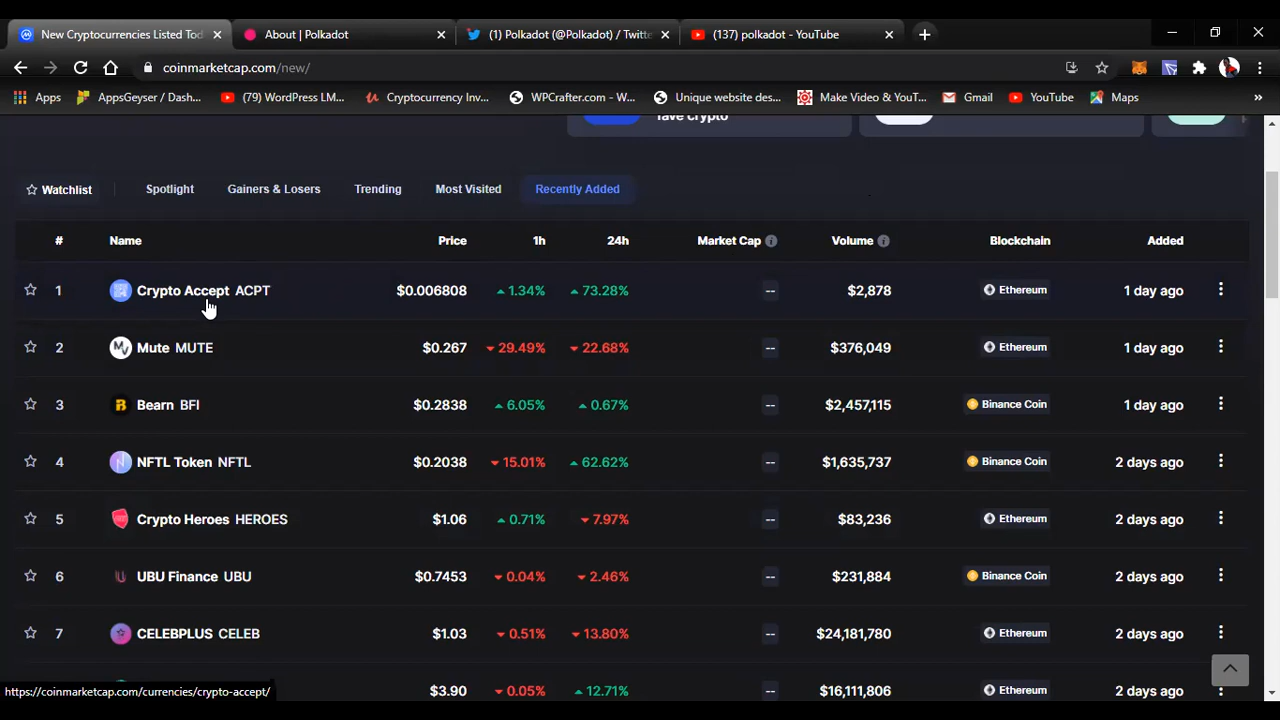 New Cryptocurrencies Listed Tod
About | Polkadot
(1) Polkadot (@Polkadot) / Twitte
(137) polkadot - YouTube
coinmarketcap.com/new/
Apps
AppsGeyser / Dash...
(79) WordPress LM...
Cryptocurrency Inv...
WPCrafter.com - W...
Unique website des...
Make Video & YouT...
Gmail
YouTube
Maps
»
fave crypto
Watchlist
Spotlight
Gainers & Losers
Trending
Most Visited
Recently Added
# Name Price 1h 24h Market Cap Volume Blockchain Added
1 Crypto Accept ACPT $0.006808 1.34% 73.28% -- $2,878 Ethereum 1 day ago
2 Mute MUTE $0.267 29.49% 22.68% -- $376,049 Ethereum 1 day ago
3 Bearn BFI $0.2838 6.05% 0.67% -- $2,457,115 Binance Coin 1 day ago
4 NFTL Token NFTL $0.2038 15.01% 62.62% -- $1,635,737 Binance Coin 2 days ago
5 Crypto Heroes HEROES $1.06 0.71% 7.97% -- $83,236 Ethereum 2 days ago
6 UBU Finance UBU $0.7453 0.04% 2.46% -- $231,884 Binance Coin 2 days ago
7 CELEBPLUS CELEB $1.03 0.51% 13.80% -- $24,181,780 Ethereum 2 days ago
$3.90 0.05% 12.71% -- $16,111,806 Ethereum 2 days ago
https://coinmarketcap.com/currencies/crypto-accept/